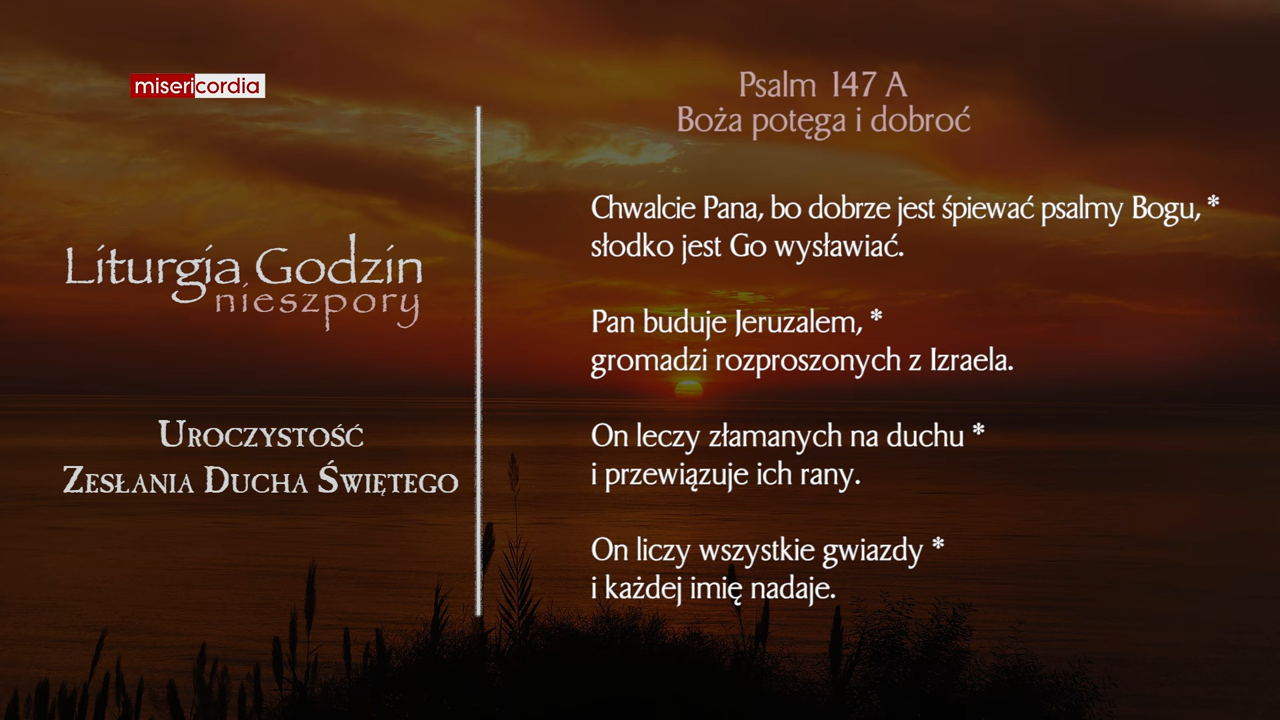 misericordia
Liturgia Godzin
nieszpory
Uroczystość
Zesłania Ducha Świętego
Psalm 147 A
Boża potęga i dobroć
Chwalcie Pana, bo dobrze jest śpiewać psalmy Bogu, *
słodko jest Go wysławiać.
Pan buduje Jeruzalem, *
gromadzi rozproszonych z Izraela.
On leczy złamanych na duchu *
i przewiązuje ich rany.
On liczy wszystkie gwiazdy *
i każdej imię nadaje.